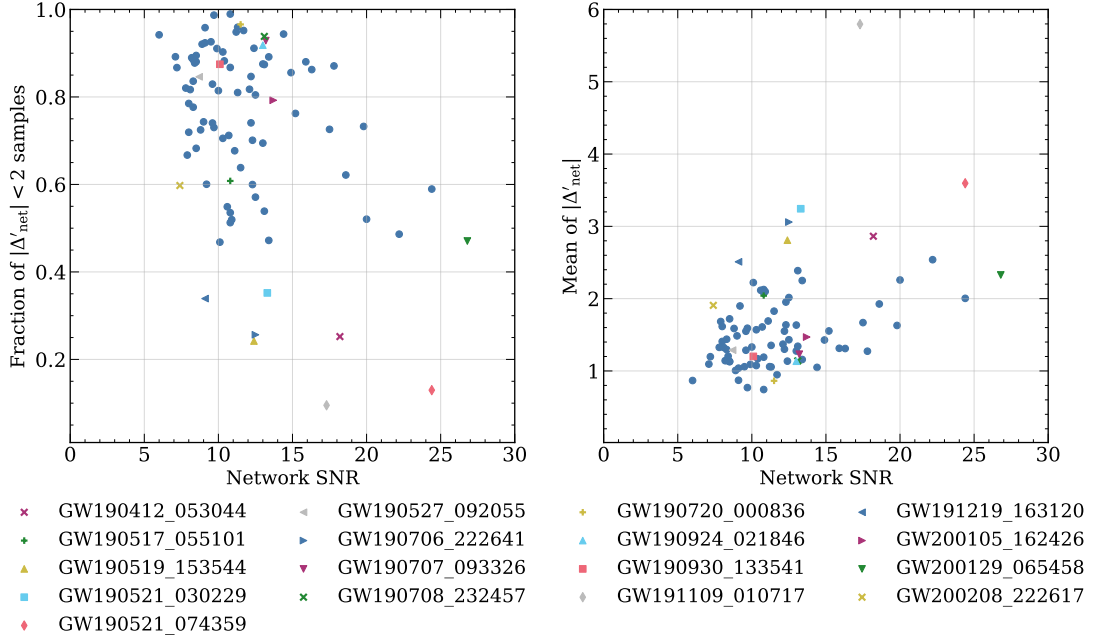 1.0
0.8
0.6
0.4
0.2
0
5
10
15
20
25
30
Network SNR
Fraction of |Δ′net| < 2 samples
6
5
4
3
2
1
0
0
5
10
15
20
25
30
Network SNR
Mean of |Δ′net|
GW190412_053044
GW190517_055101
GW190519_153544
GW190521_030229
GW190521_074359
GW190527_092055
GW190706_222641
GW190707_093326
GW190708_232457
GW190720_000836
GW190924_021846
GW190930_133541
GW191109_010717
GW191219_163120
GW200105_162426
GW200129_065458
GW200208_222617